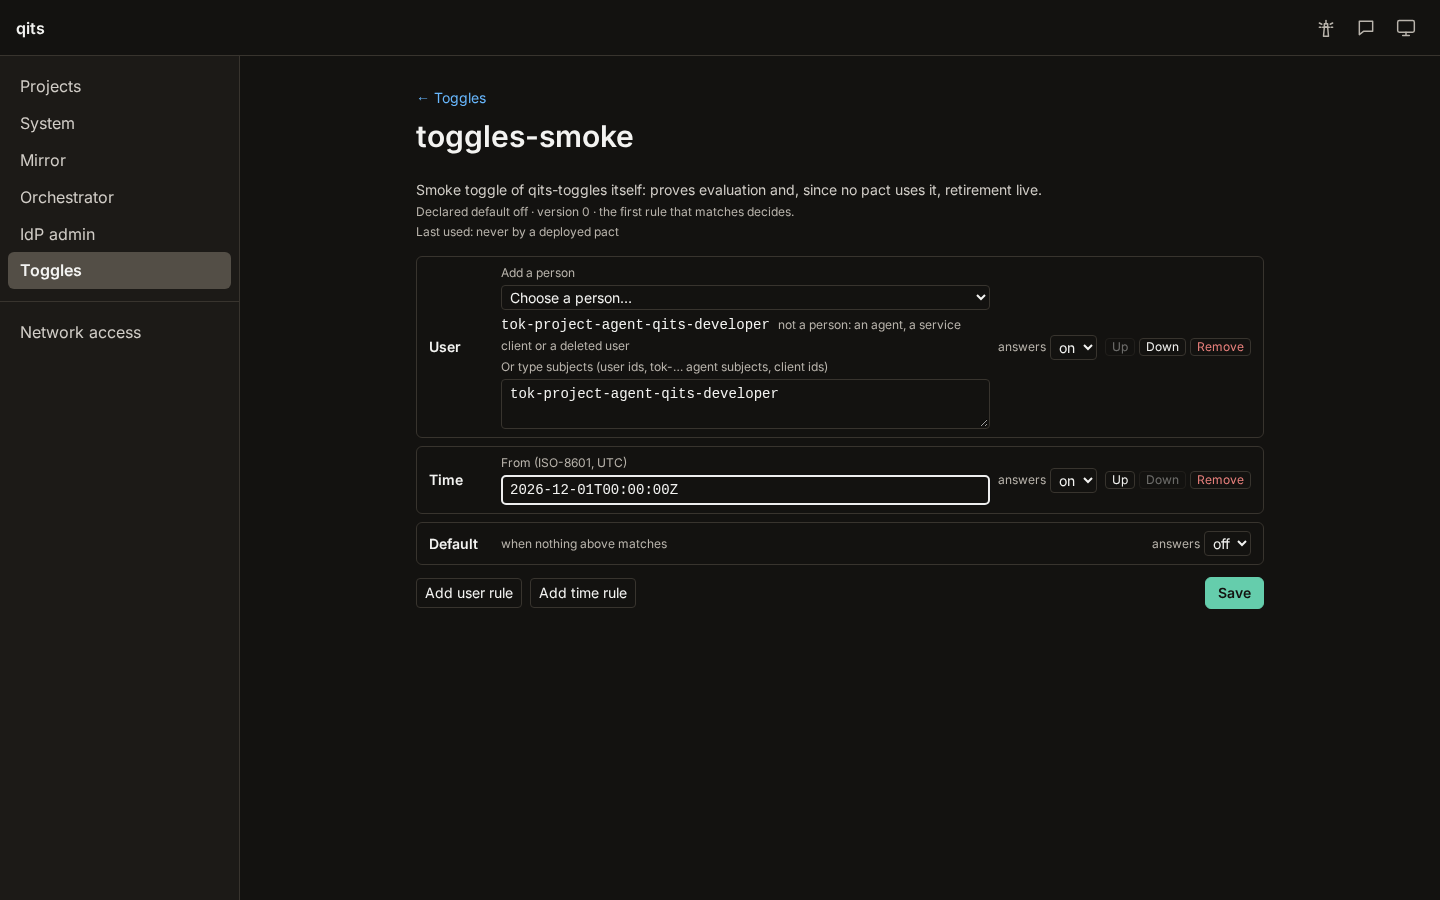 qits
Projects
System
Mirror
Orchestrator
IdP admin
Toggles
Network access
← Toggles
toggles-smoke
Smoke toggle of qits-toggles itself: proves evaluation and, since no pact uses it, retirement live.
Declared default off · version 0 · the first rule that matches decides.
Last used: never by a deployed pact
User
Add a person
Choose a person...
tok-project-agent-qits-developer not a person: an agent, a service
client or a deleted user
Or type subjects (user ids, tok-... agent subjects, client ids)
tok-project-agent-qits-developer
answers on Up Down Remove
Time
From (ISO-8601, UTC)
2026-12-01T00:00:00Z
answers on Up Down Remove
Default when nothing above matches answers off
Add user rule Add time rule Save